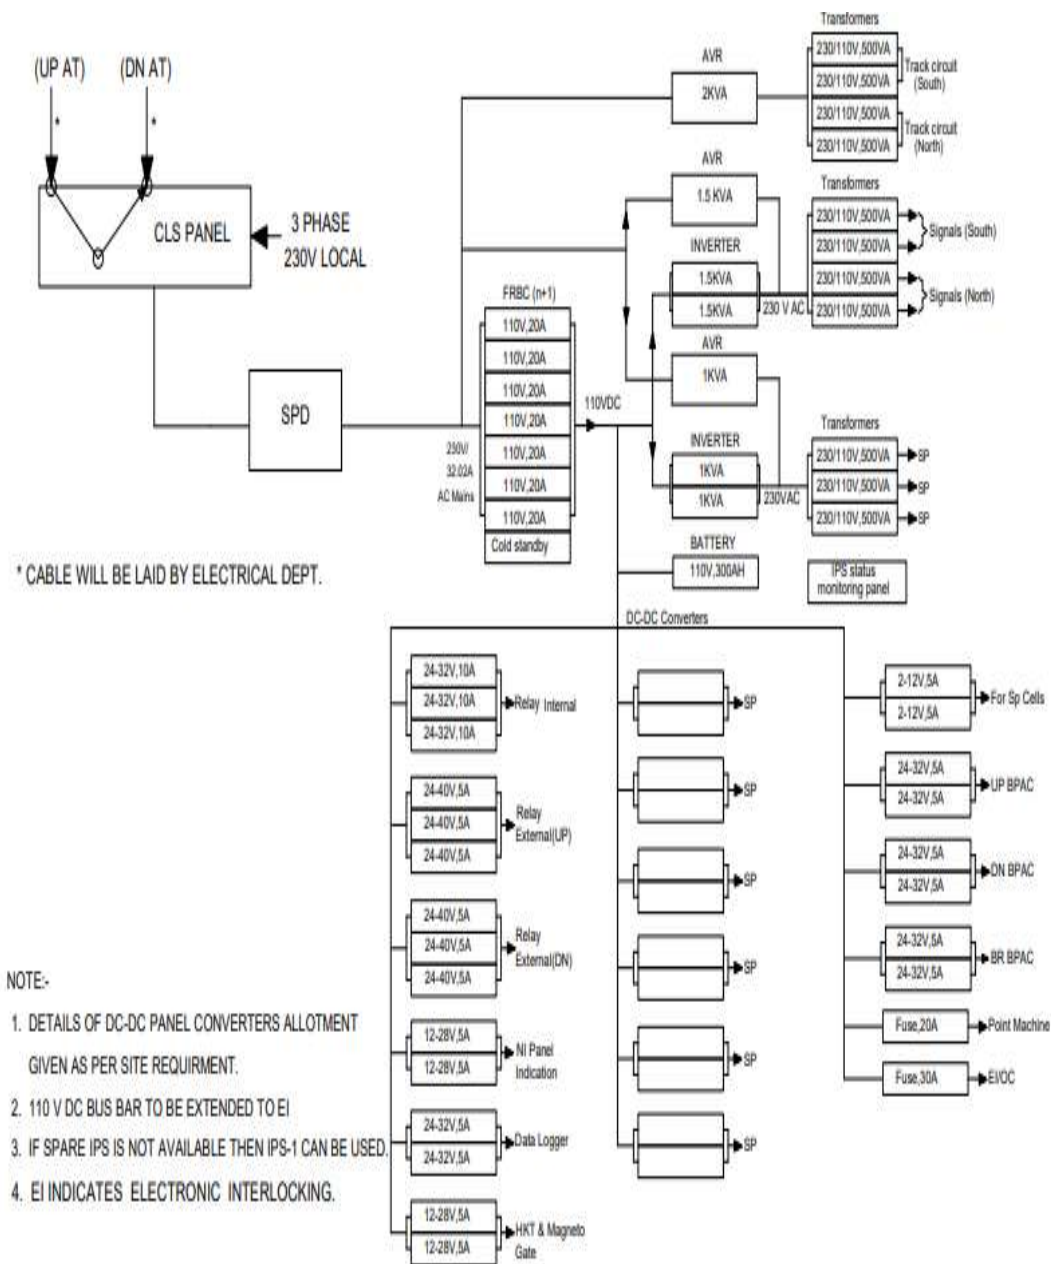 (UP AT)
(DN AT)
*
*
CLS PANEL
3 PHASE
230V LOCAL
SPD
* CABLE WILL BE LAID BY ELECTRICAL DEPT.
230V/
32.02A
AC Mains
FRBC (n+1)
110V,20A
110V,20A
110V,20A
110V,20A
110V,20A
110V,20A
110V,20A
Cold standby
110VDC
AVR
2KVA
Transformers
230/110V,500VA
230/110V,500VA
230/110V,500VA
230/110V,500VA
Track circuit
(South)
Track circuit
(North)
AVR
1.5 KVA
INVERTER
1.5KVA
1.5KVA
230 V AC
Transformers
230/110V,500VA
230/110V,500VA
230/110V,500VA
230/110V,500VA
Signals (South)
Signals (North)
AVR
1KVA
INVERTER
1KVA
1KVA
230VAC
Transformers
230/110V,500VA
230/110V,500VA
230/110V,500VA
SP
SP
SP
BATTERY
110V,300AH
IPS status
monitoring panel
DC-DC Converters
24-32V,10A
24-32V,10A
24-32V,10A
Relay Internal
24-40V,5A
24-40V,5A
24-40V,5A
Relay
External(UP)
24-40V,5A
24-40V,5A
24-40V,5A
Relay
External(DN)
12-28V,5A
12-28V,5A
NI Panel
Indication
24-32V,5A
24-32V,5A
Data Logger
12-28V,5A
12-28V,5A
HKT & Magneto
Gate
SP
SP
SP
SP
SP
SP
2-12V,5A
2-12V,5A
For Sp Cells
24-32V,5A
24-32V,5A
UP BPAC
24-32V,5A
24-32V,5A
DN BPAC
24-32V,5A
24-32V,5A
BR BPAC
Fuse,20A
Point Machine
Fuse,30A
EI/OC
NOTE:-
1. DETAILS OF DC-DC PANEL CONVERTERS ALLOTMENT
GIVEN AS PER SITE REQUIRMENT.
2. 110 V DC BUS BAR TO BE EXTENDED TO EI
3. IF SPARE IPS IS NOT AVAILABLE THEN IPS-1 CAN BE USED.
4. EI INDICATES ELECTRONIC INTERLOCKING.